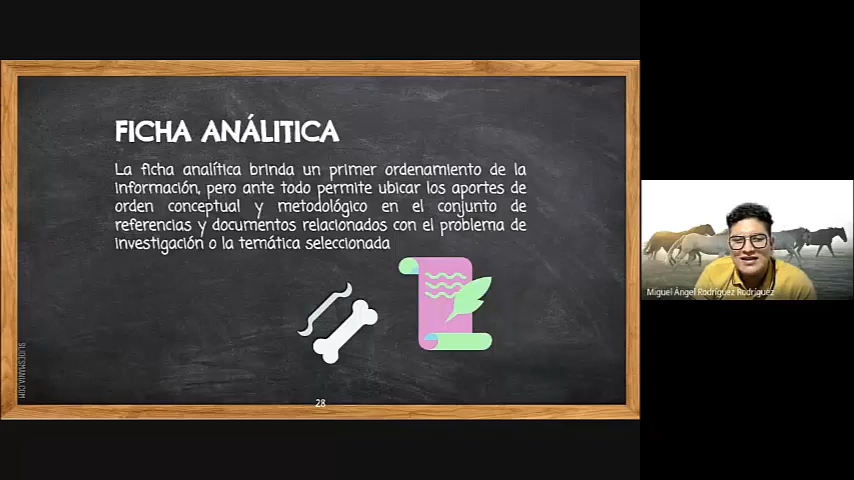 FICHA ANÁLITICA
La ficha analítica brinda un primer ordenamiento de la
información, pero ante todo permite ubicar los aportes de
orden conceptual y metodológico en el conjunto de
referencias y documentos relacionados con el problema de
investigación o la temática seleccionada
SLIDESMANIA.COM
28
Miguel Ángel Rodríguez Rodríguez